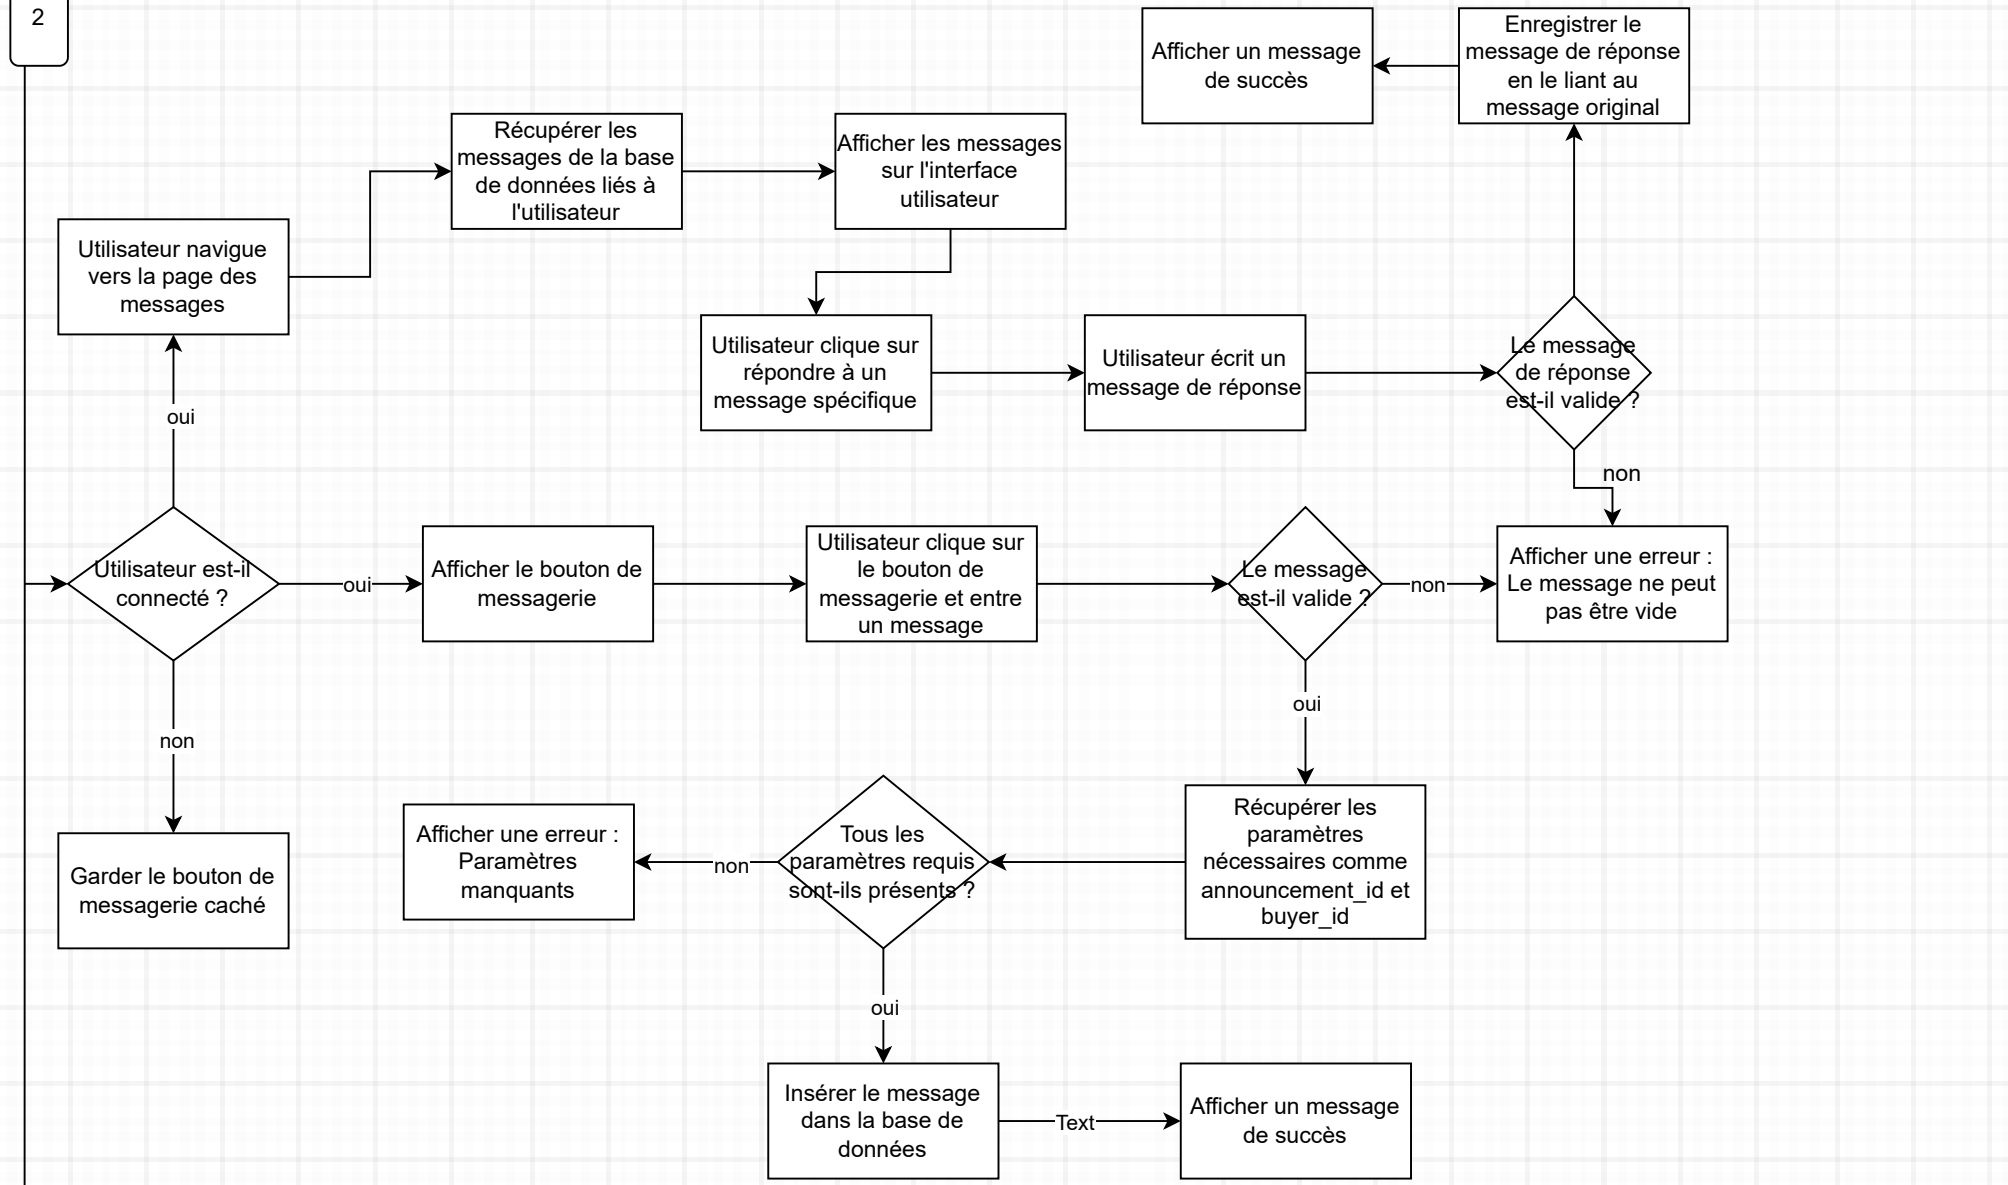 2
Afficher un message
de succès
Enregistrer le
message de réponse
en le liant au
message original
Récupérer les
messages de la base
de données liés à
l'utilisateur
Afficher les messages
sur l'interface
utilisateur
Utilisateur navigue
vers la page des
messages
Utilisateur clique sur
répondre à un
message spécifique
Utilisateur écrit un
message de réponse
Le message
de réponse
est-il valide ?
oui
non
Utilisateur est-il
connecté ?
oui
Afficher le bouton de
messagerie
Utilisateur clique sur
le bouton de
messagerie et entre
un message
Le message
est-il valide ?
non
Afficher une erreur :
Le message ne peut
pas être vide
oui
non
Garder le bouton de
messagerie caché
Afficher une erreur :
Paramètres
manquants
non
Tous les
paramètres requis
sont-ils présents ?
Récupérer les
paramètres
nécessaires comme
announcement_id et
buyer_id
oui
Insérer le message
dans la base de
données
Text
Afficher un message
de succès